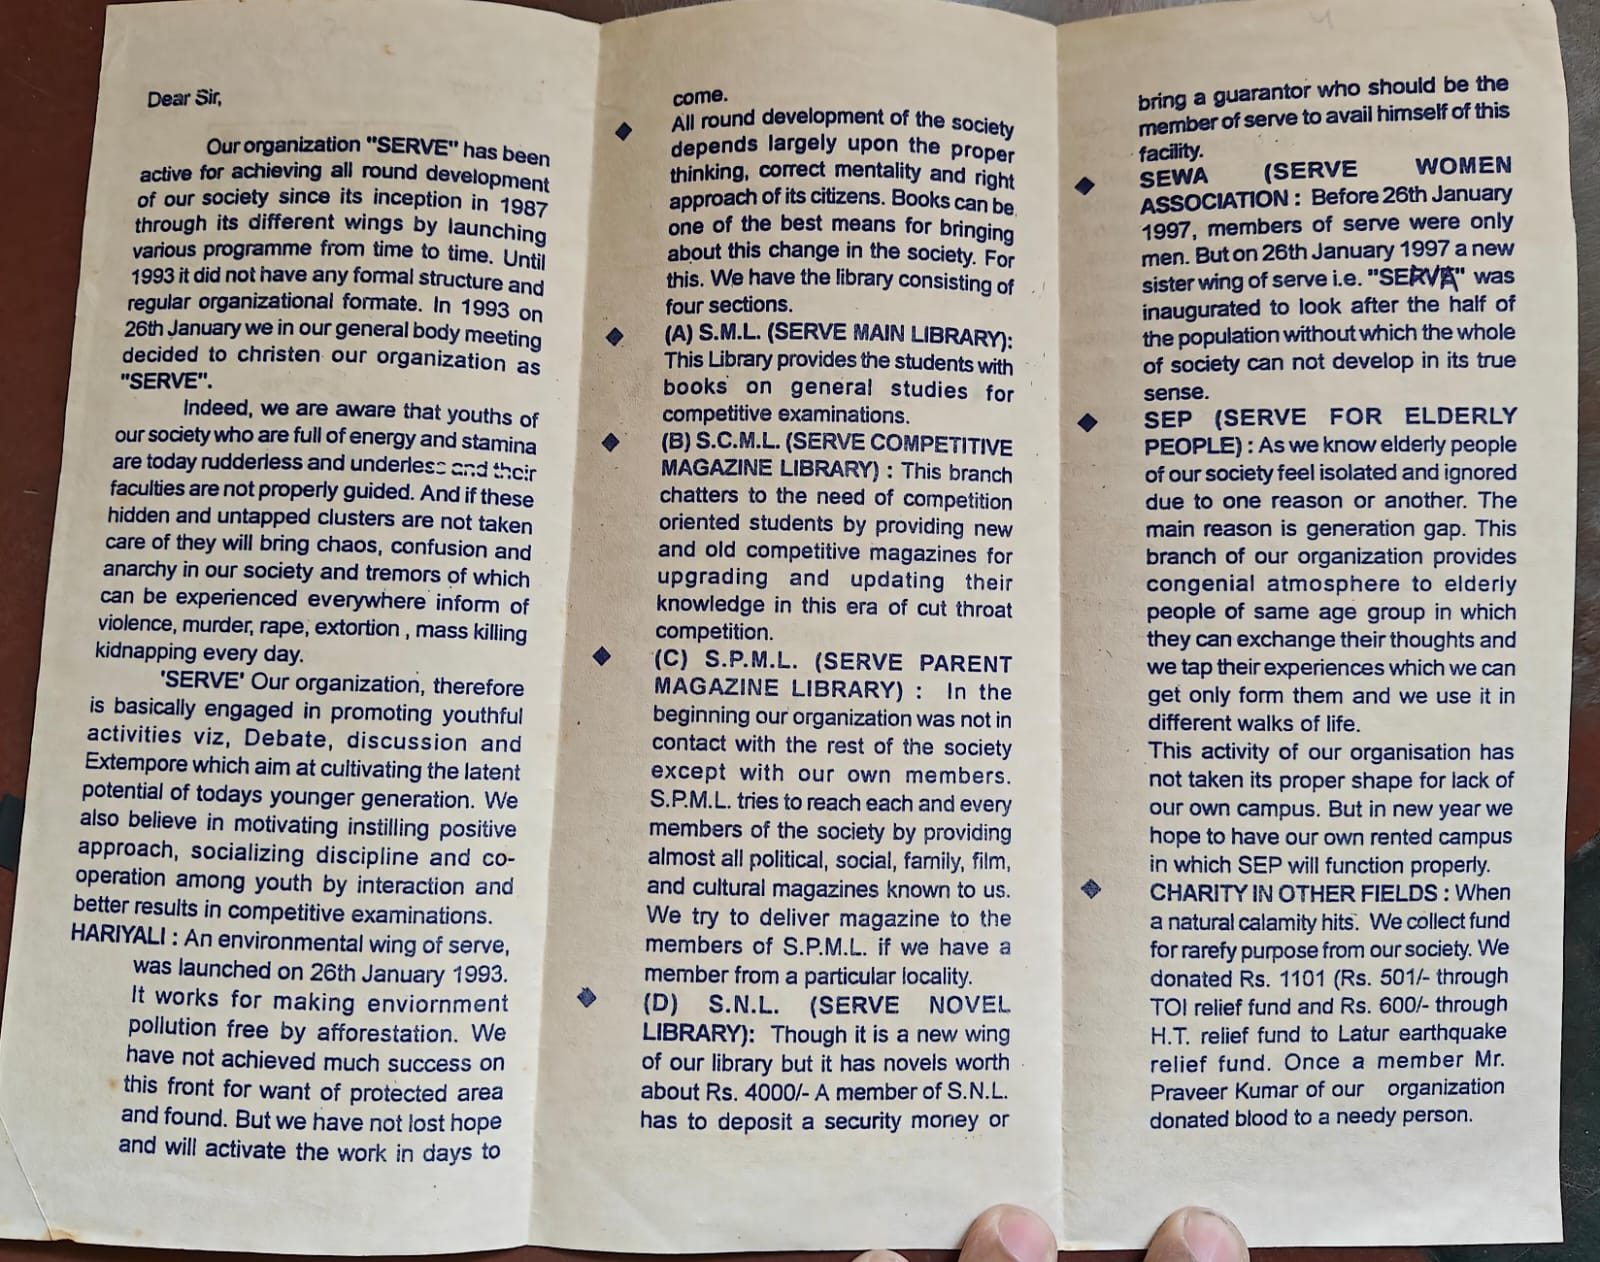 Dear Sir,
Our organization "SERVE" has been
active for achieving all round development
of our society since its inception in 1987
through its different wings by launching
various programme from time to time. Until
1993 it did not have any formal structure and
regular organizational formate. In 1993 on
26th January we in our general body meeting
decided to christen our organization as
"SERVE".
Indeed, we are aware that youths of
our society who are full of energy and stamina
are today rudderless and underless and their
faculties are not properly guided. And if these
hidden and untapped clusters are not taken
care of they will bring chaos, confusion and
anarchy in our society and tremors of which
can be experienced everywhere inform of
violence, murder, rape, extortion , mass killing
kidnapping every day.
'SERVE' Our organization, therefore
is basically engaged in promoting youthful
activities viz, Debate, discussion and
Extempore which aim at cultivating the latent
potential of todays younger generation. We
also believe in motivating instilling positive
approach, socializing discipline and co-
operation among youth by interaction and
better results in competitive examinations.
HARIYALI : An environmental wing of serve,
was launched on 26th January 1993.
It works for making enviornment
pollution free by afforestation. We
have not achieved much success on
this front for want of protected area
and found. But we have not lost hope
and will activate the work in days to
come.
◆ All round development of the society
depends largely upon the proper
thinking, correct mentality and right
approach of its citizens. Books can be
one of the best means for bringing
about this change in the society. For
this. We have the library consisting of
four sections.
◆ (A) S.M.L. (SERVE MAIN LIBRARY):
This Library provides the students with
books on general studies for
competitive examinations.
◆ (B) S.C.M.L. (SERVE COMPETITIVE
MAGAZINE LIBRARY) : This branch
chatters to the need of competition
oriented students by providing new
and old competitive magazines for
upgrading and updating their
knowledge in this era of cut throat
competition.
◆ (C) S.P.M.L. (SERVE PARENT
MAGAZINE LIBRARY) : In the
beginning our organization was not in
contact with the rest of the society
except with our own members.
S.P.M.L. tries to reach each and every
members of the society by providing
almost all political, social, family, film,
and cultural magazines known to us.
We try to deliver magazine to the
members of S.P.M.L. if we have a
member from a particular locality.
◆ (D) S.N.L. (SERVE NOVEL
LIBRARY): Though it is a new wing
of our library but it has novels worth
about Rs. 4000/- A member of S.N.L.
has to deposit a security money or
bring a guarantor who should be the
member of serve to avail himself of this
facility.
◆ SEWA (SERVE WOMEN
ASSOCIATION : Before 26th January
1997, members of serve were only
men. But on 26th January 1997 a new
sister wing of serve i.e. "SERVA" was
inaugurated to look after the half of
the population without which the whole
of society can not develop in its true
sense.
◆ SEP (SERVE FOR ELDERLY
PEOPLE) : As we know elderly people
of our society feel isolated and ignored
due to one reason or another. The
main reason is generation gap. This
branch of our organization provides
congenial atmosphere to elderly
people of same age group in which
they can exchange their thoughts and
we tap their experiences which we can
get only form them and we use it in
different walks of life.
This activity of our organisation has
not taken its proper shape for lack of
our own campus. But in new year we
hope to have our own rented campus
in which SEP will function properly.
◆ CHARITY IN OTHER FIELDS : When
a natural calamity hits. We collect fund
for rarefy purpose from our society. We
donated Rs. 1101 (Rs. 501/- through
TOI relief fund and Rs. 600/- through
H.T. relief fund to Latur earthquake
relief fund. Once a member Mr.
Praveer Kumar of our organization
donated blood to a needy person.